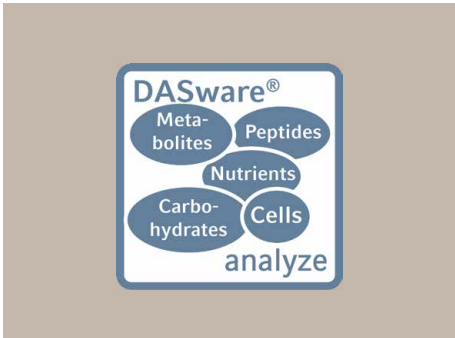 DASware®
Meta-
bolites
Peptides
Nutrients
Carbo-
hydrates
Cells
analyze